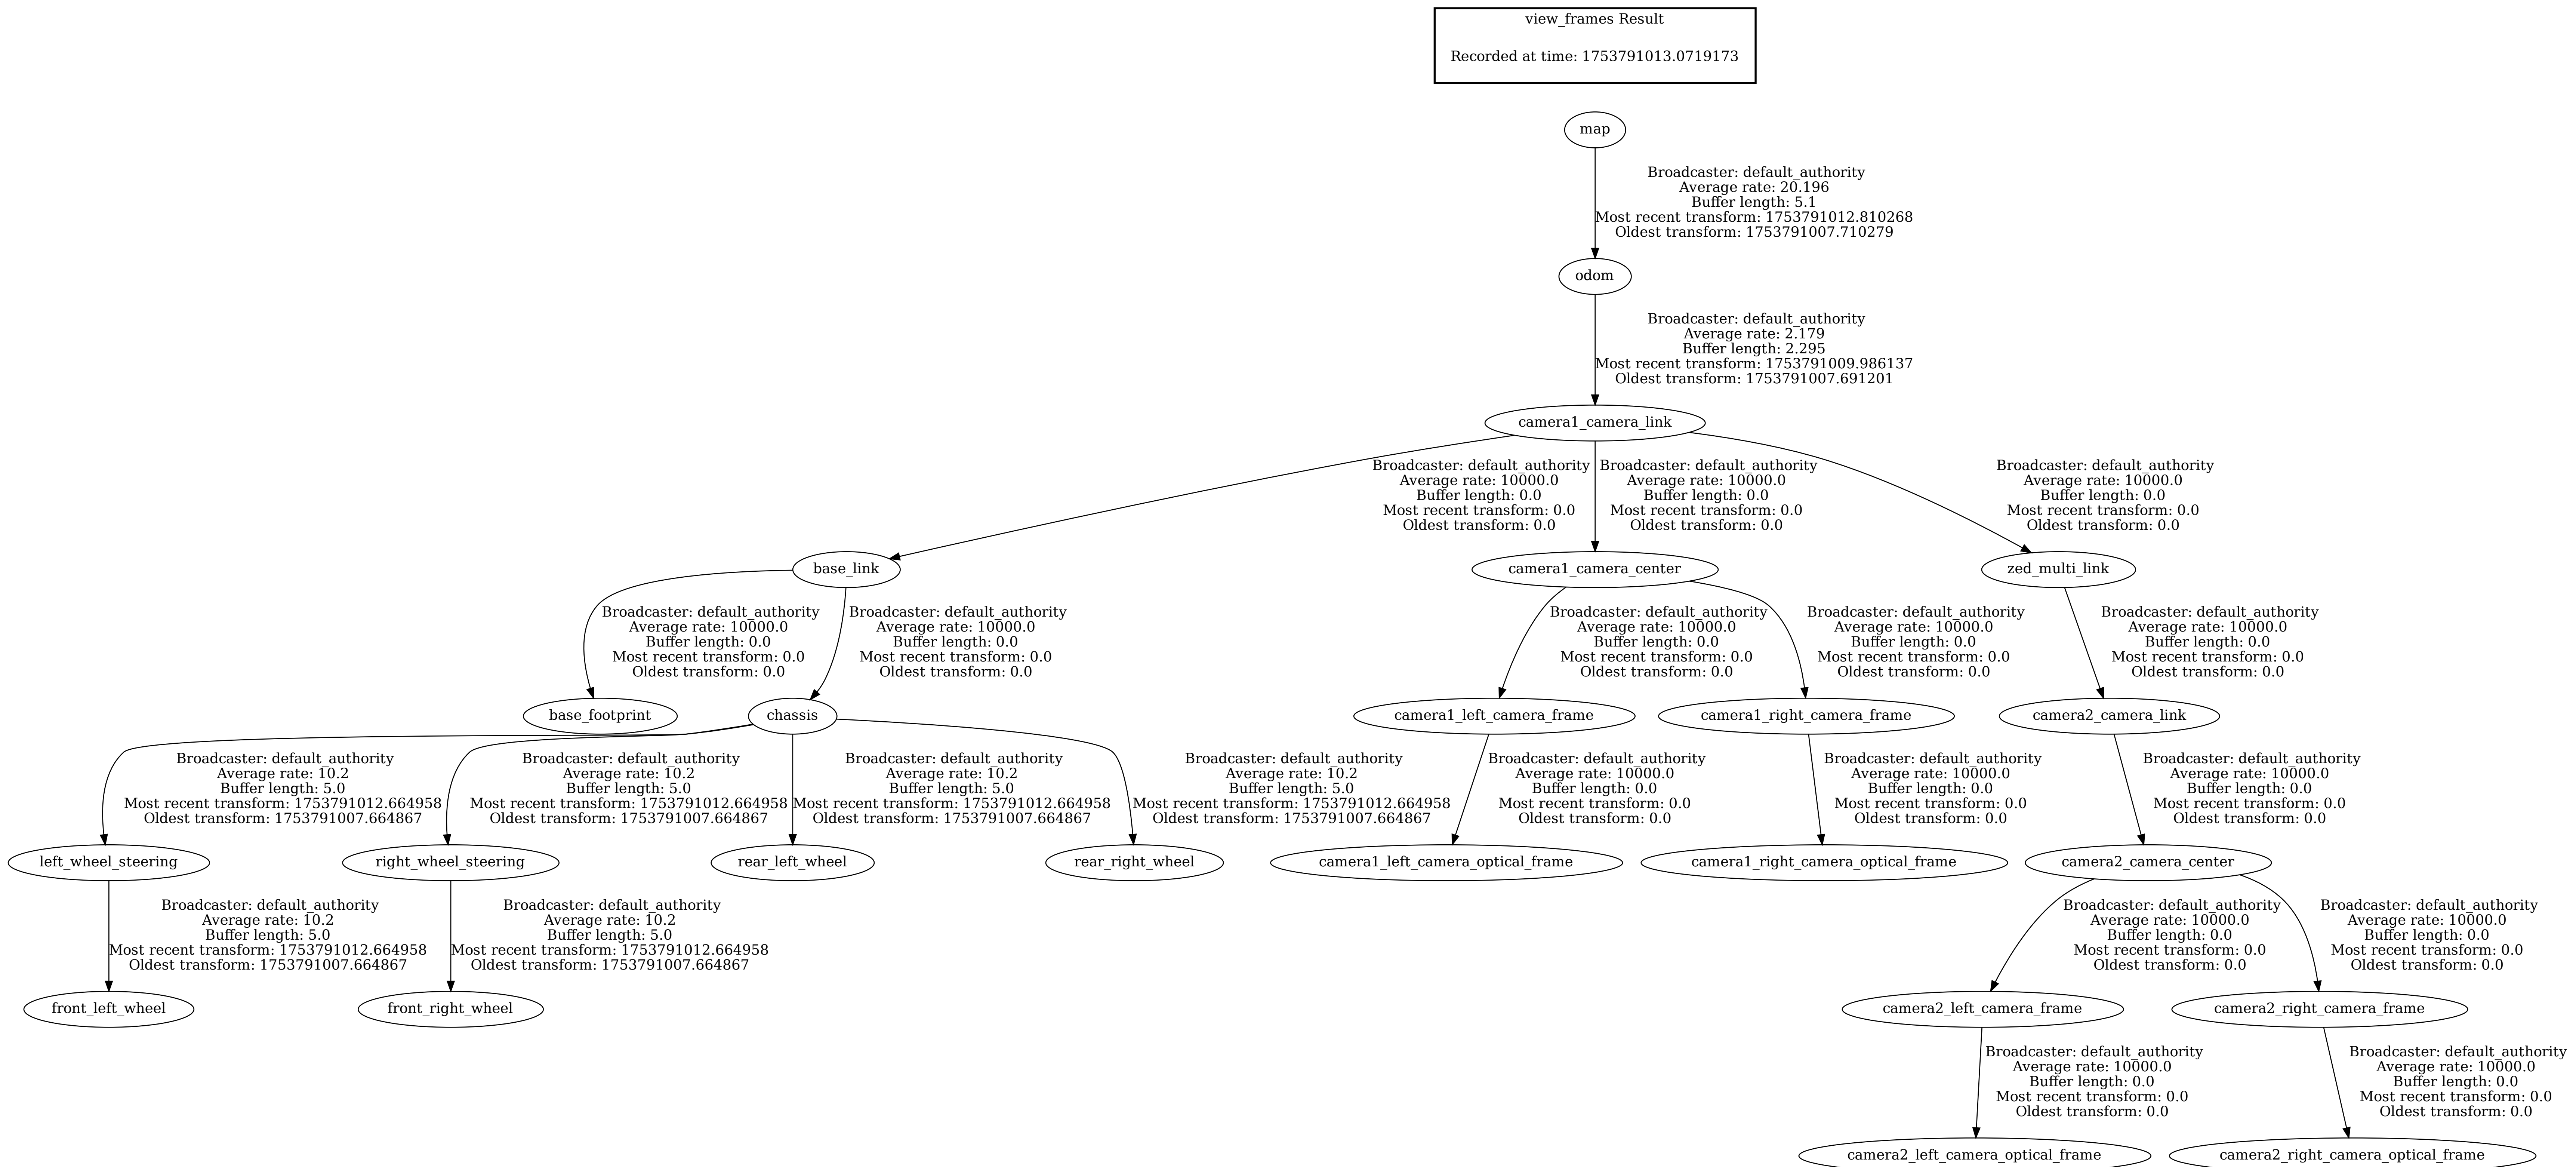 view_frames Result
Recorded at time: 1753791013.0719173
map
Broadcaster: default_authority
Average rate: 20.196
Buffer length: 5.1
Most recent transform: 1753791012.810268
Oldest transform: 1753791007.710279
odom
Broadcaster: default_authority
Average rate: 2.179
Buffer length: 2.295
Most recent transform: 1753791009.986137
Oldest transform: 1753791007.691201
camera1_camera_link
Broadcaster: default_authority
Average rate: 10000.0
Buffer length: 0.0
Most recent transform: 0.0
Oldest transform: 0.0
Broadcaster: default_authority
Average rate: 10000.0
Buffer length: 0.0
Most recent transform: 0.0
Oldest transform: 0.0
Broadcaster: default_authority
Average rate: 10000.0
Buffer length: 0.0
Most recent transform: 0.0
Oldest transform: 0.0
base_link
camera1_camera_center
zed_multi_link
Broadcaster: default_authority
Average rate: 10000.0
Buffer length: 0.0
Most recent transform: 0.0
Oldest transform: 0.0
Broadcaster: default_authority
Average rate: 10000.0
Buffer length: 0.0
Most recent transform: 0.0
Oldest transform: 0.0
Broadcaster: default_authority
Average rate: 10000.0
Buffer length: 0.0
Most recent transform: 0.0
Oldest transform: 0.0
Broadcaster: default_authority
Average rate: 10000.0
Buffer length: 0.0
Most recent transform: 0.0
Oldest transform: 0.0
Broadcaster: default_authority
Average rate: 10000.0
Buffer length: 0.0
Most recent transform: 0.0
Oldest transform: 0.0
base_footprint
chassis
camera1_left_camera_frame
camera1_right_camera_frame
camera2_camera_link
Broadcaster: default_authority
Average rate: 10.2
Buffer length: 5.0
Most recent transform: 1753791012.664958
Oldest transform: 1753791007.664867
Broadcaster: default_authority
Average rate: 10.2
Buffer length: 5.0
Most recent transform: 1753791012.664958
Oldest transform: 1753791007.664867
Broadcaster: default_authority
Average rate: 10.2
Buffer length: 5.0
Most recent transform: 1753791012.664958
Oldest transform: 1753791007.664867
Broadcaster: default_authority
Average rate: 10.2
Buffer length: 5.0
Most recent transform: 1753791012.664958
Oldest transform: 1753791007.664867
Broadcaster: default_authority
Average rate: 10000.0
Buffer length: 0.0
Most recent transform: 0.0
Oldest transform: 0.0
Broadcaster: default_authority
Average rate: 10000.0
Buffer length: 0.0
Most recent transform: 0.0
Oldest transform: 0.0
Broadcaster: default_authority
Average rate: 10000.0
Buffer length: 0.0
Most recent transform: 0.0
Oldest transform: 0.0
left_wheel_steering
right_wheel_steering
rear_left_wheel
rear_right_wheel
camera1_left_camera_optical_frame
camera1_right_camera_optical_frame
camera2_camera_center
Broadcaster: default_authority
Average rate: 10.2
Buffer length: 5.0
Most recent transform: 1753791012.664958
Oldest transform: 1753791007.664867
Broadcaster: default_authority
Average rate: 10.2
Buffer length: 5.0
Most recent transform: 1753791012.664958
Oldest transform: 1753791007.664867
Broadcaster: default_authority
Average rate: 10000.0
Buffer length: 0.0
Most recent transform: 0.0
Oldest transform: 0.0
Broadcaster: default_authority
Average rate: 10000.0
Buffer length: 0.0
Most recent transform: 0.0
Oldest transform: 0.0
front_left_wheel
front_right_wheel
camera2_left_camera_frame
camera2_right_camera_frame
Broadcaster: default_authority
Average rate: 10000.0
Buffer length: 0.0
Most recent transform: 0.0
Oldest transform: 0.0
Broadcaster: default_authority
Average rate: 10000.0
Buffer length: 0.0
Most recent transform: 0.0
Oldest transform: 0.0
camera2_left_camera_optical_frame
camera2_right_camera_optical_frame